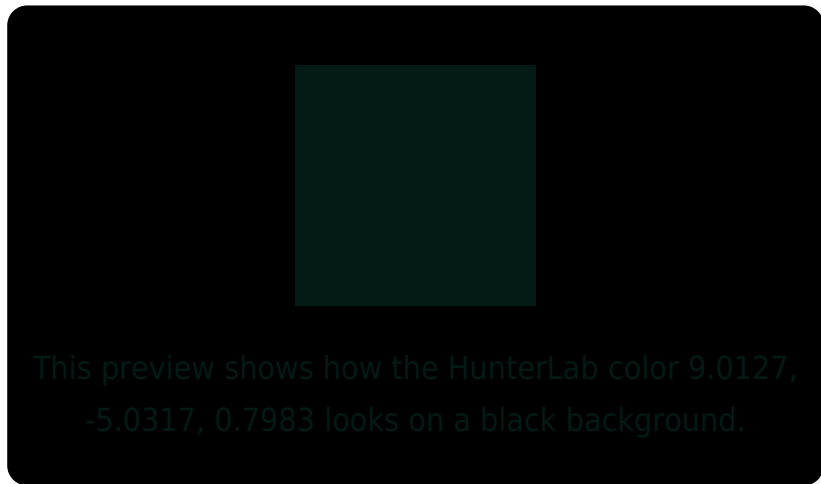 This preview shows how the HunterLab color 9.0127,
-5.0317, 0.7983 looks on a black background.